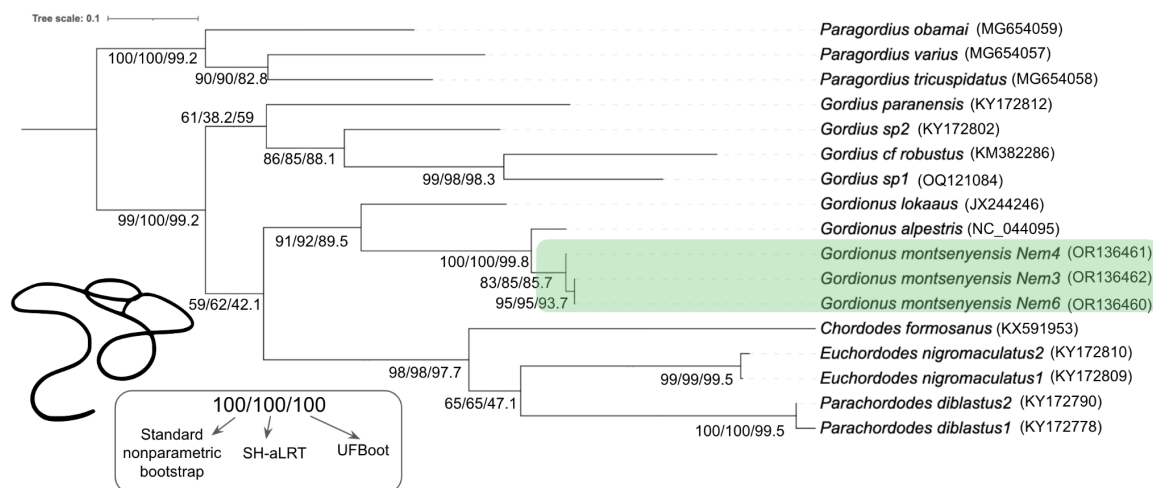 Tree scale: 0.1
Paragordius obamai (MG654059)
100/100/99.2
Paragordius varius (MG654057)
90/90/82.8
Paragordius tricuspidatus (MG654058)
Gordius paranensis (KY172812)
61/38.2/59
Gordius sp2 (KY172802)
86/85/88.1
Gordius cf robustus (KM382286)
99/98/98.3
Gordius sp1 (OQ121084)
Gordionus lokaaus (JX244246)
99/100/99.2
Gordionus alpestris (NC_044095)
91/92/89.5
Gordionus montsenyensis Nem4 (OR136461)
100/100/99.8
Gordionus montsenyensis Nem3 (OR136462)
83/85/85.7
Gordionus montsenyensis Nem6 (OR136460)
95/95/93.7
59/62/42.1
Chordodes formosanus (KX591953)
Euchordodes nigromaculatus2 (KY172810)
98/98/97.7
Euchordodes nigromaculatus1 (KY172809)
99/99/99.5
Parachordodes diblastus2 (KY172790)
65/65/47.1
Parachordodes diblastus1 (KY172778)
100/100/99.5
100/100/100
Standard
nonparametric
bootstrap
SH-aLRT
UFBoot